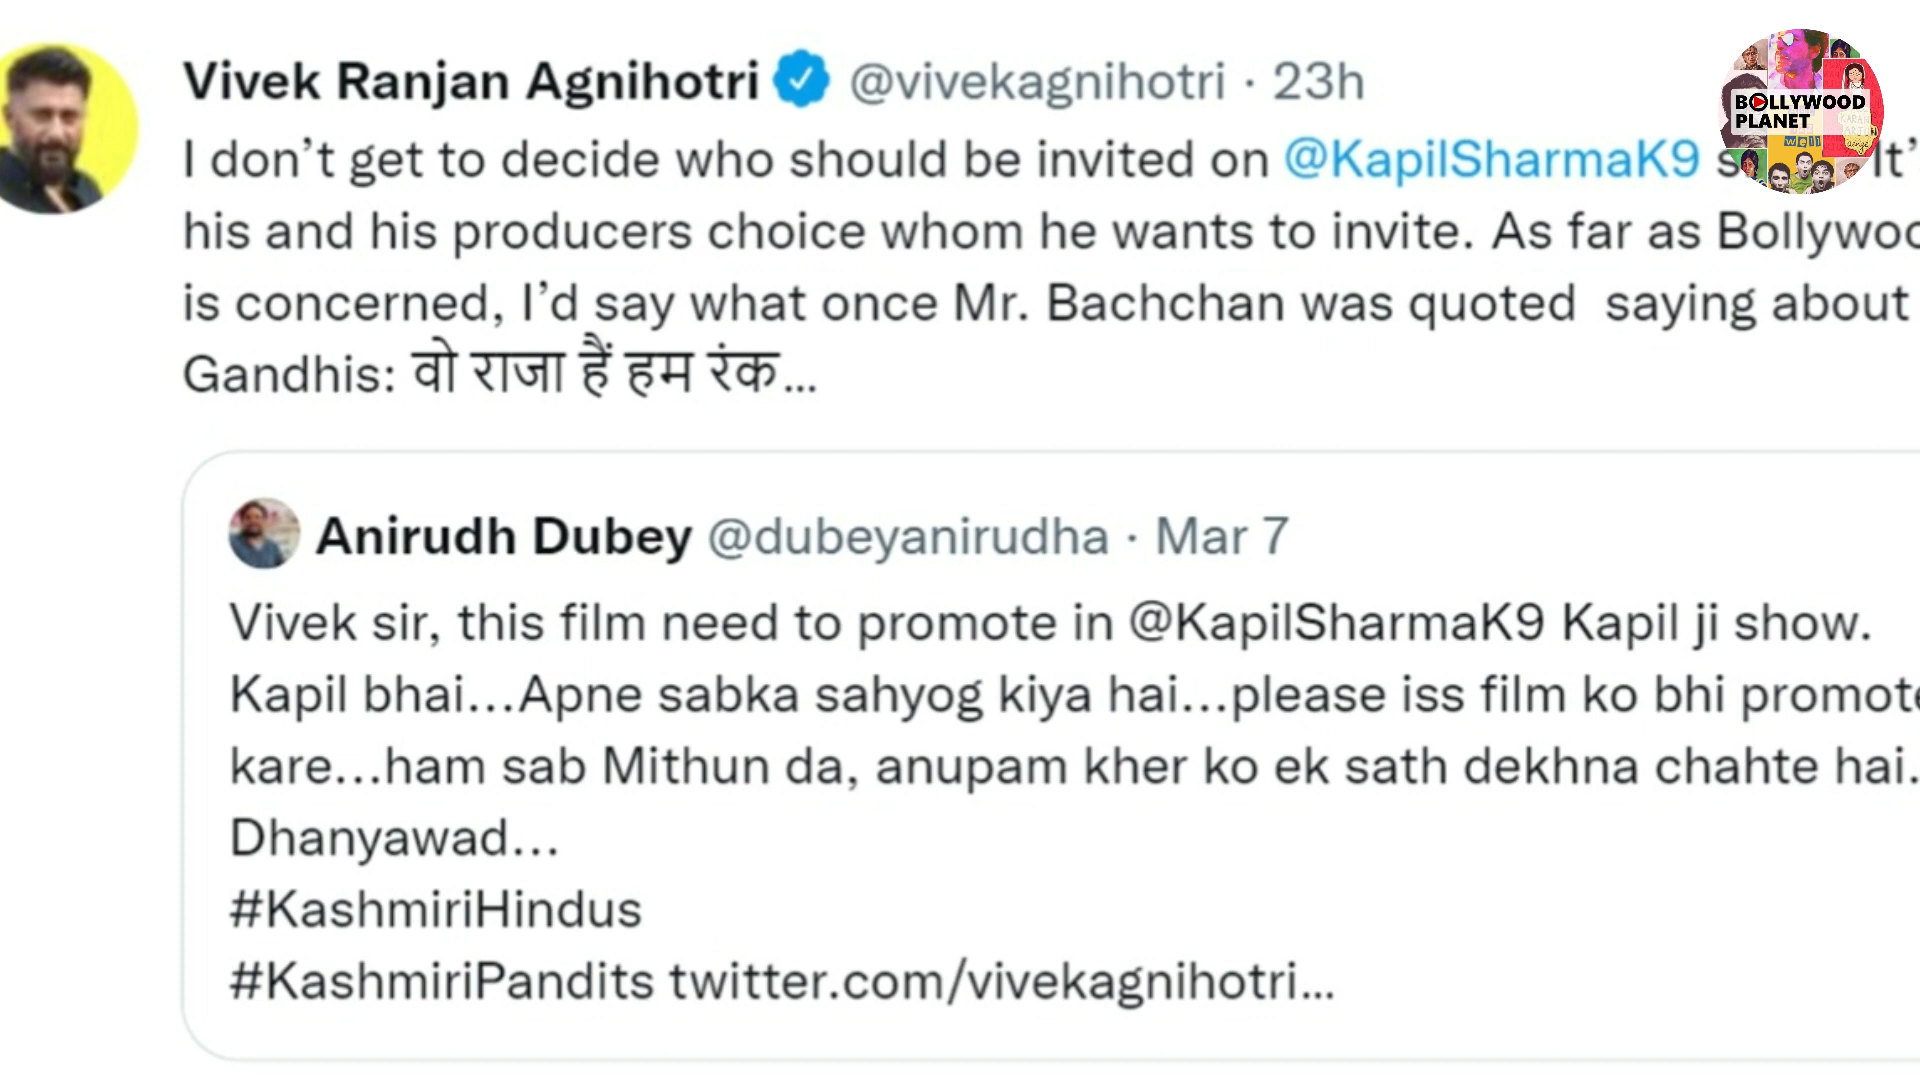 Vivek Ranjan Agnihotri @vivekagnihotri · 23h
I don’t get to decide who should be invited on @KapilSharmaK9
his and his producers choice whom he wants to invite. As far as
is concerned, I’d say what once Mr. Bachchan was quoted saying about
Gandhis: वो राजा हैं हम रंक...
BOLLYWOOD
PLANET
well
Anirudh Dubey @dubeyanirudha · Mar 7
Vivek sir, this film need to promote in @KapilSharmaK9 Kapil ji show.
Kapil bhai...Apne sabka sahyog kiya hai...please iss film ko bhi promote
kare...ham sab Mithun da, anupam kher ko ek sath dekhna chahte hai.
Dhanyawad...
#KashmiriHindus
#KashmiriPandits twitter.com/vivekagnihotri...